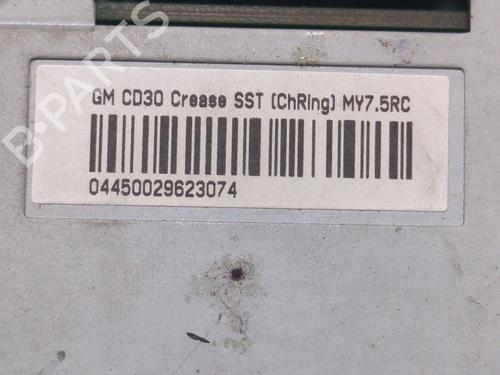 B-PARTS
GM CD30 Crease SST (ChRing) MY7.5RC
04450029623074